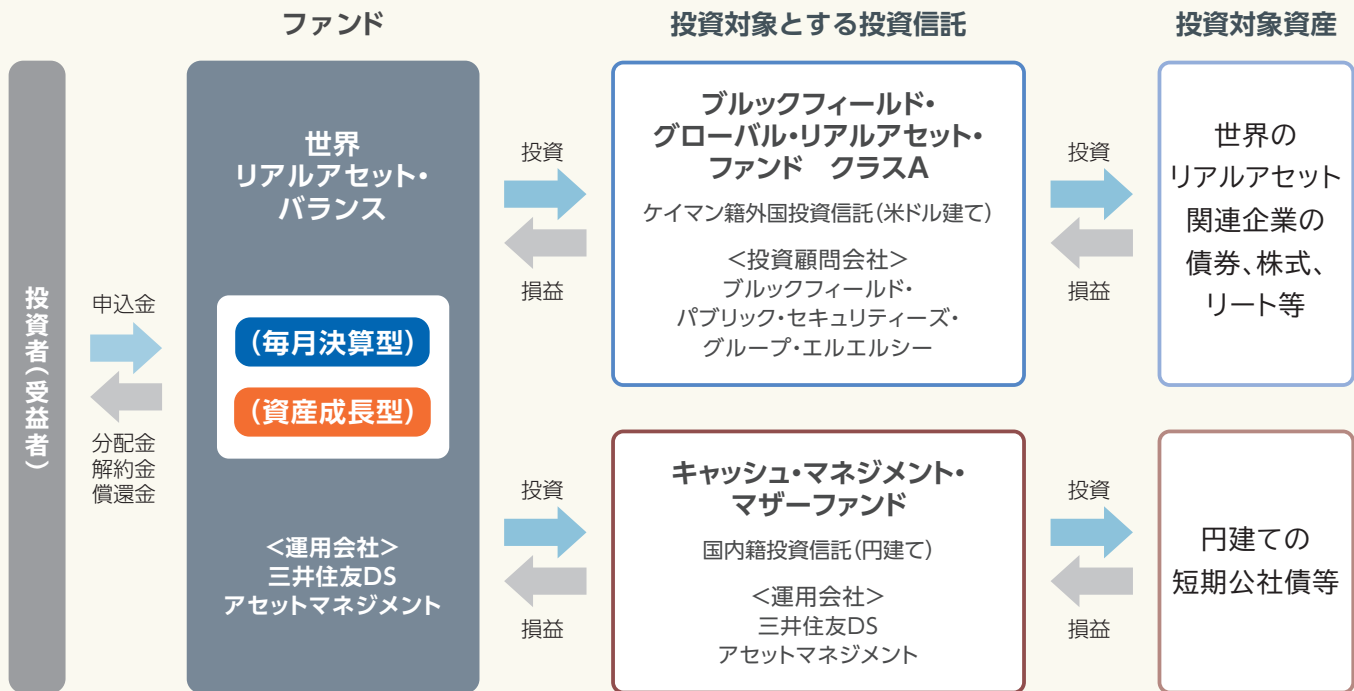 ファンド
投資対象とする投資信託
投資対象資産
投資者(受益者)
申込金
分配金
解約金
償還金
世界
リアルアセット・
バランス
(毎月決算型)
(資産成長型)
<運用会社>
三井住友DS
アセットマネジメント
投資
損益
ブルックフィールド・
グローバル・リアルアセット・
ファンド　クラスA
ケイマン籍外国投資信託(米ドル建て)
<投資顧問会社>
ブルックフィールド・
パブリック・セキュリティーズ・
グループ・エルエルシー
投資
損益
世界の
リアルアセット
関連企業の
債券、株式、
リート等
投資
損益
キャッシュ・マネジメント・
マザーファンド
国内籍投資信託(円建て)
<運用会社>
三井住友DS
アセットマネジメント
投資
損益
円建ての
短期公社債等